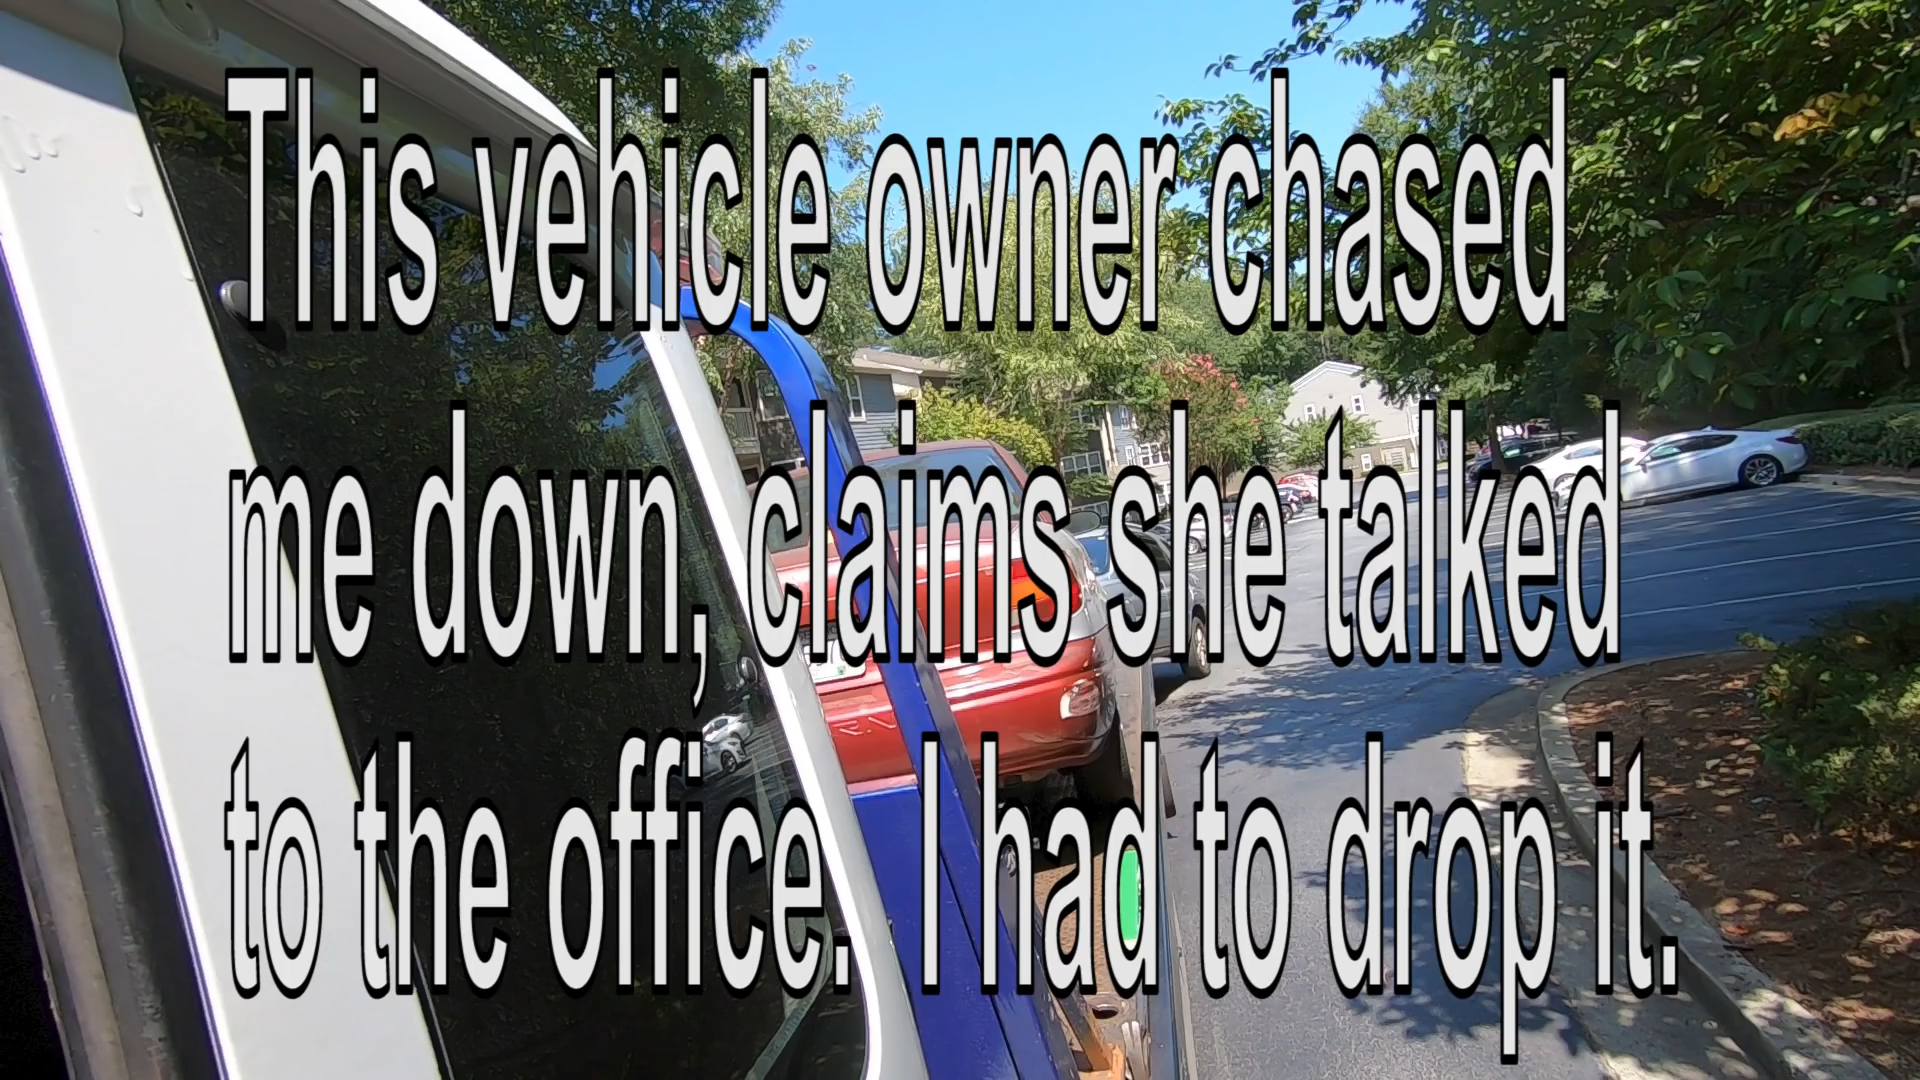 This vehicle owner chased
me down, claims she talked
to the office.  I had to drop it.